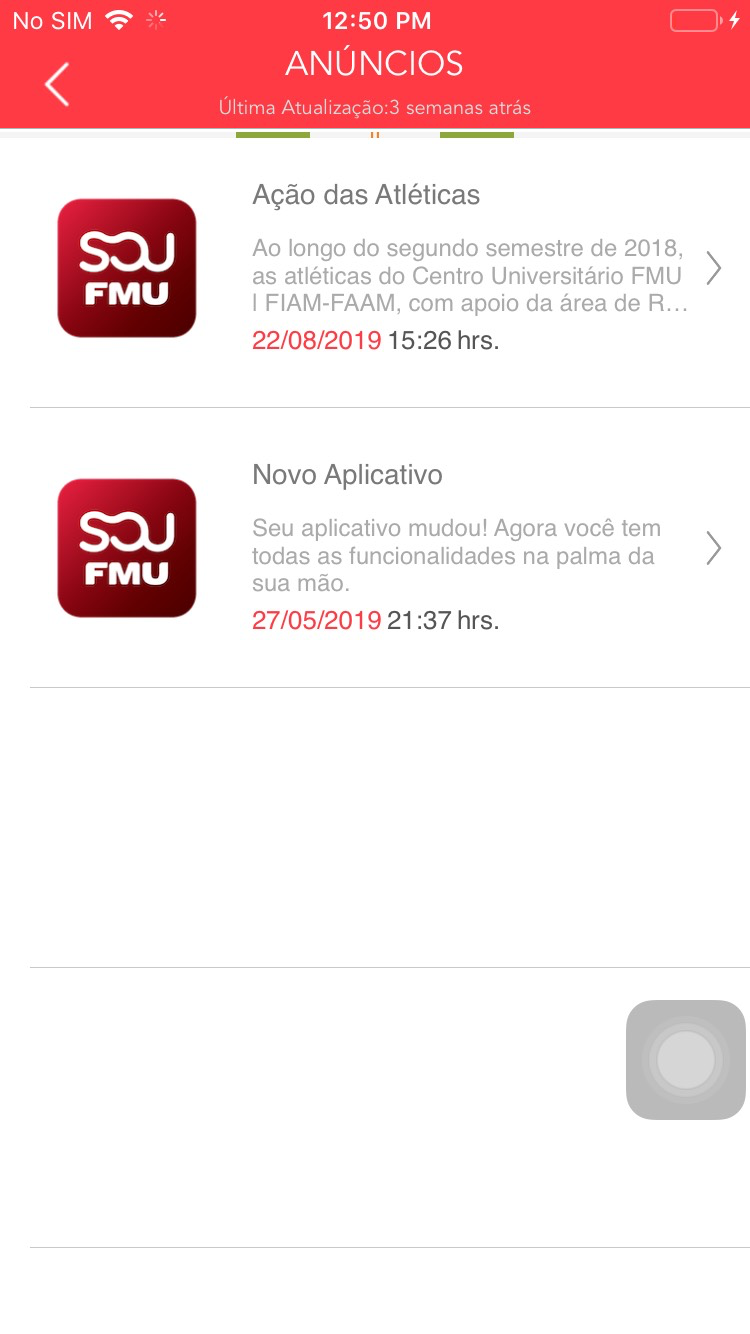 No SIM 12:50 PM
ANÚNCIOS
Última Atualização:3 semanas atrás
Ação das Atléticas
Ao longo do segundo semestre de 2018,
as atléticas do Centro Universitário FMU
l FIAM-FAAM, com apoio da área de R...
22/08/2019 15:26 hrs.
SOU
FMU
Novo Aplicativo
Seu aplicativo mudou! Agora você tem
todas as funcionalidades na palma da
sua mão.
27/05/2019 21:37 hrs.
SOU
FMU